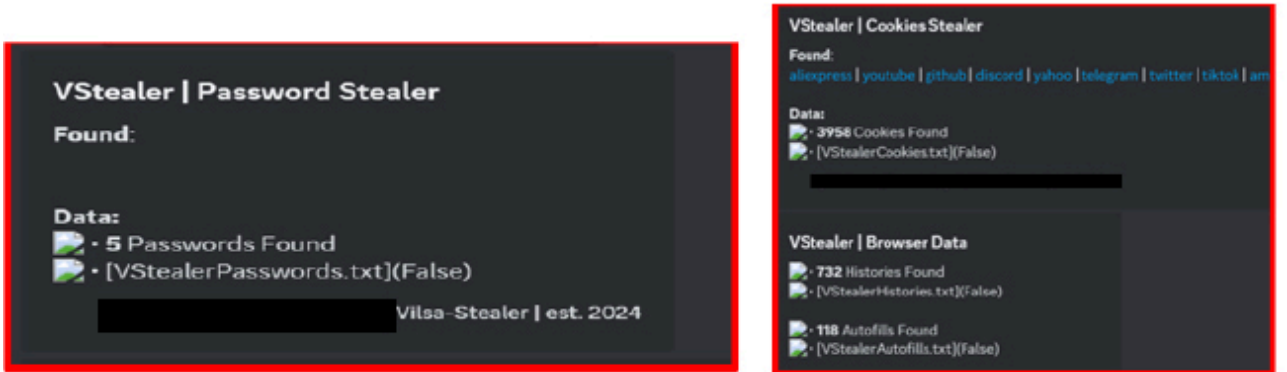 VStealer | Password Stealer
Found:
Data:
• 5 Passwords Found
• [VStealerPasswords.txt](False)
Vilsa-Stealer | est. 2024
VStealer | Cookies Stealer
Found:
aliexpress | youtube | github | discord | yahoo | telegram | twitter | tiktok | am
Data:
• 3958 Cookies Found
• [VStealerCookies.txt](False)
VStealer | Browser Data
• 732 Histories Found
• [VStealerHistories.txt](False)
• 118 Autofills Found
• [VStealerAutofills.txt](False)